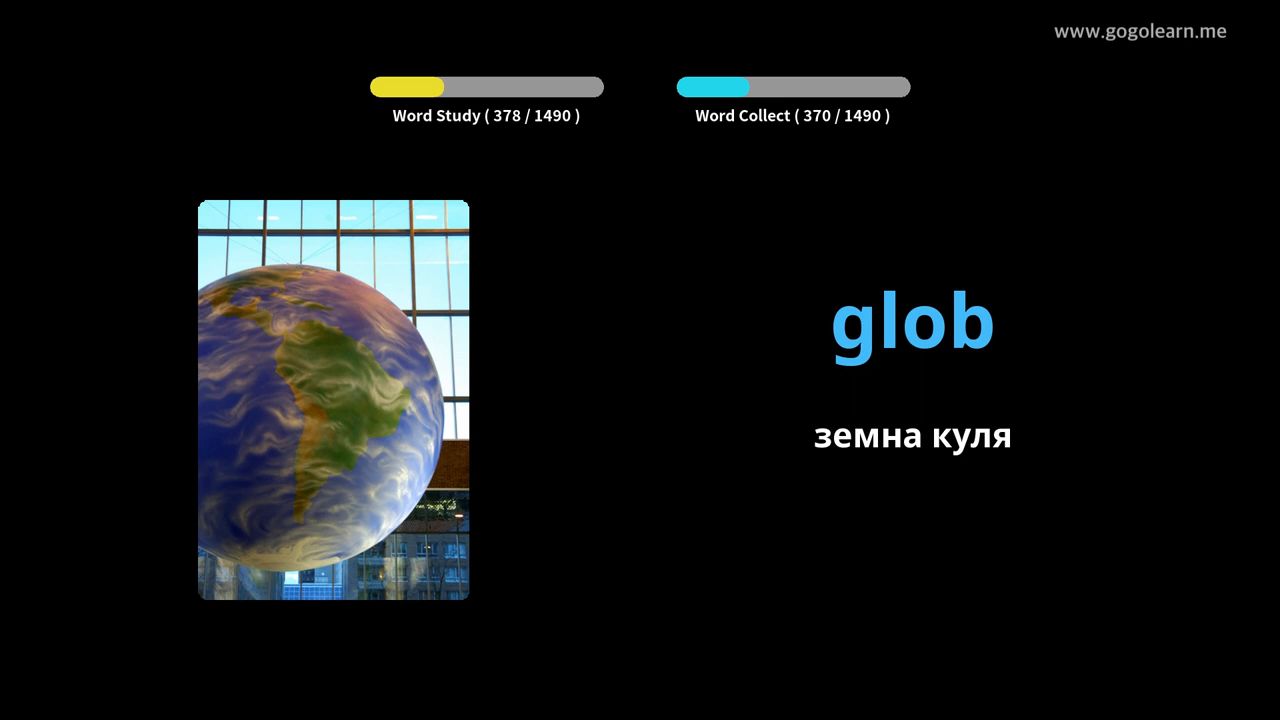 www.gogolearn.me
Word Study ( 378 / 1490 )
Word Collect ( 370 / 1490 )
glob
земна куля